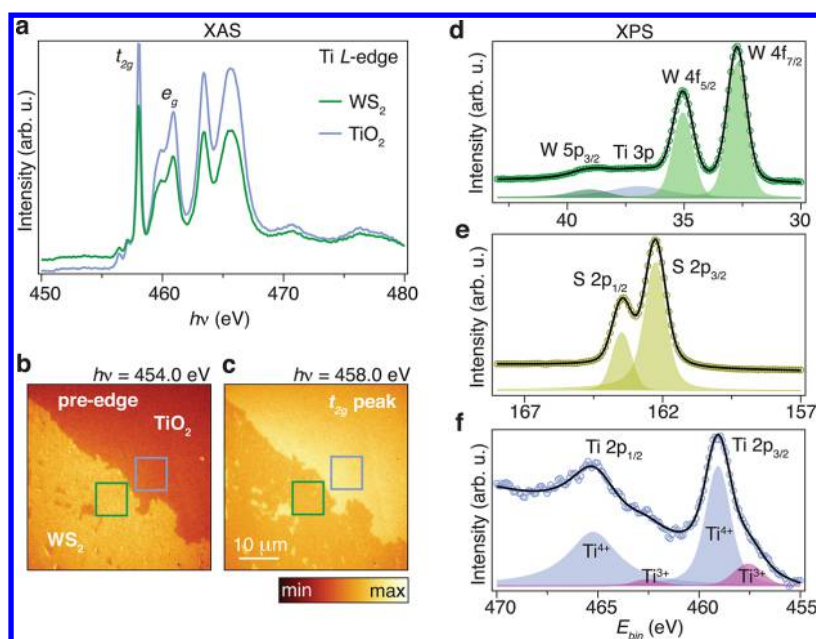 a
XAS
Intensity (arb. u.)
t2g
eg
Ti L-edge
WS2
TiO2
450
460
470
480
hν (eV)
b
hν = 454.0 eV
pre-edge
TiO2
WS2
c
hν = 458.0 eV
t2g peak
10 μm
min
max
d
XPS
Intensity (arb. u.)
W 5p3/2
Ti 3p
W 4f5/2
W 4f7/2
40
35
30
e
Intensity (arb. u.)
S 2p1/2
S 2p3/2
167
162
157
f
Intensity (arb. u.)
Ti 2p1/2
Ti 2p3/2
Ti4+
Ti3+
Ti4+
Ti3+
470
465
460
455
Ebin (eV)